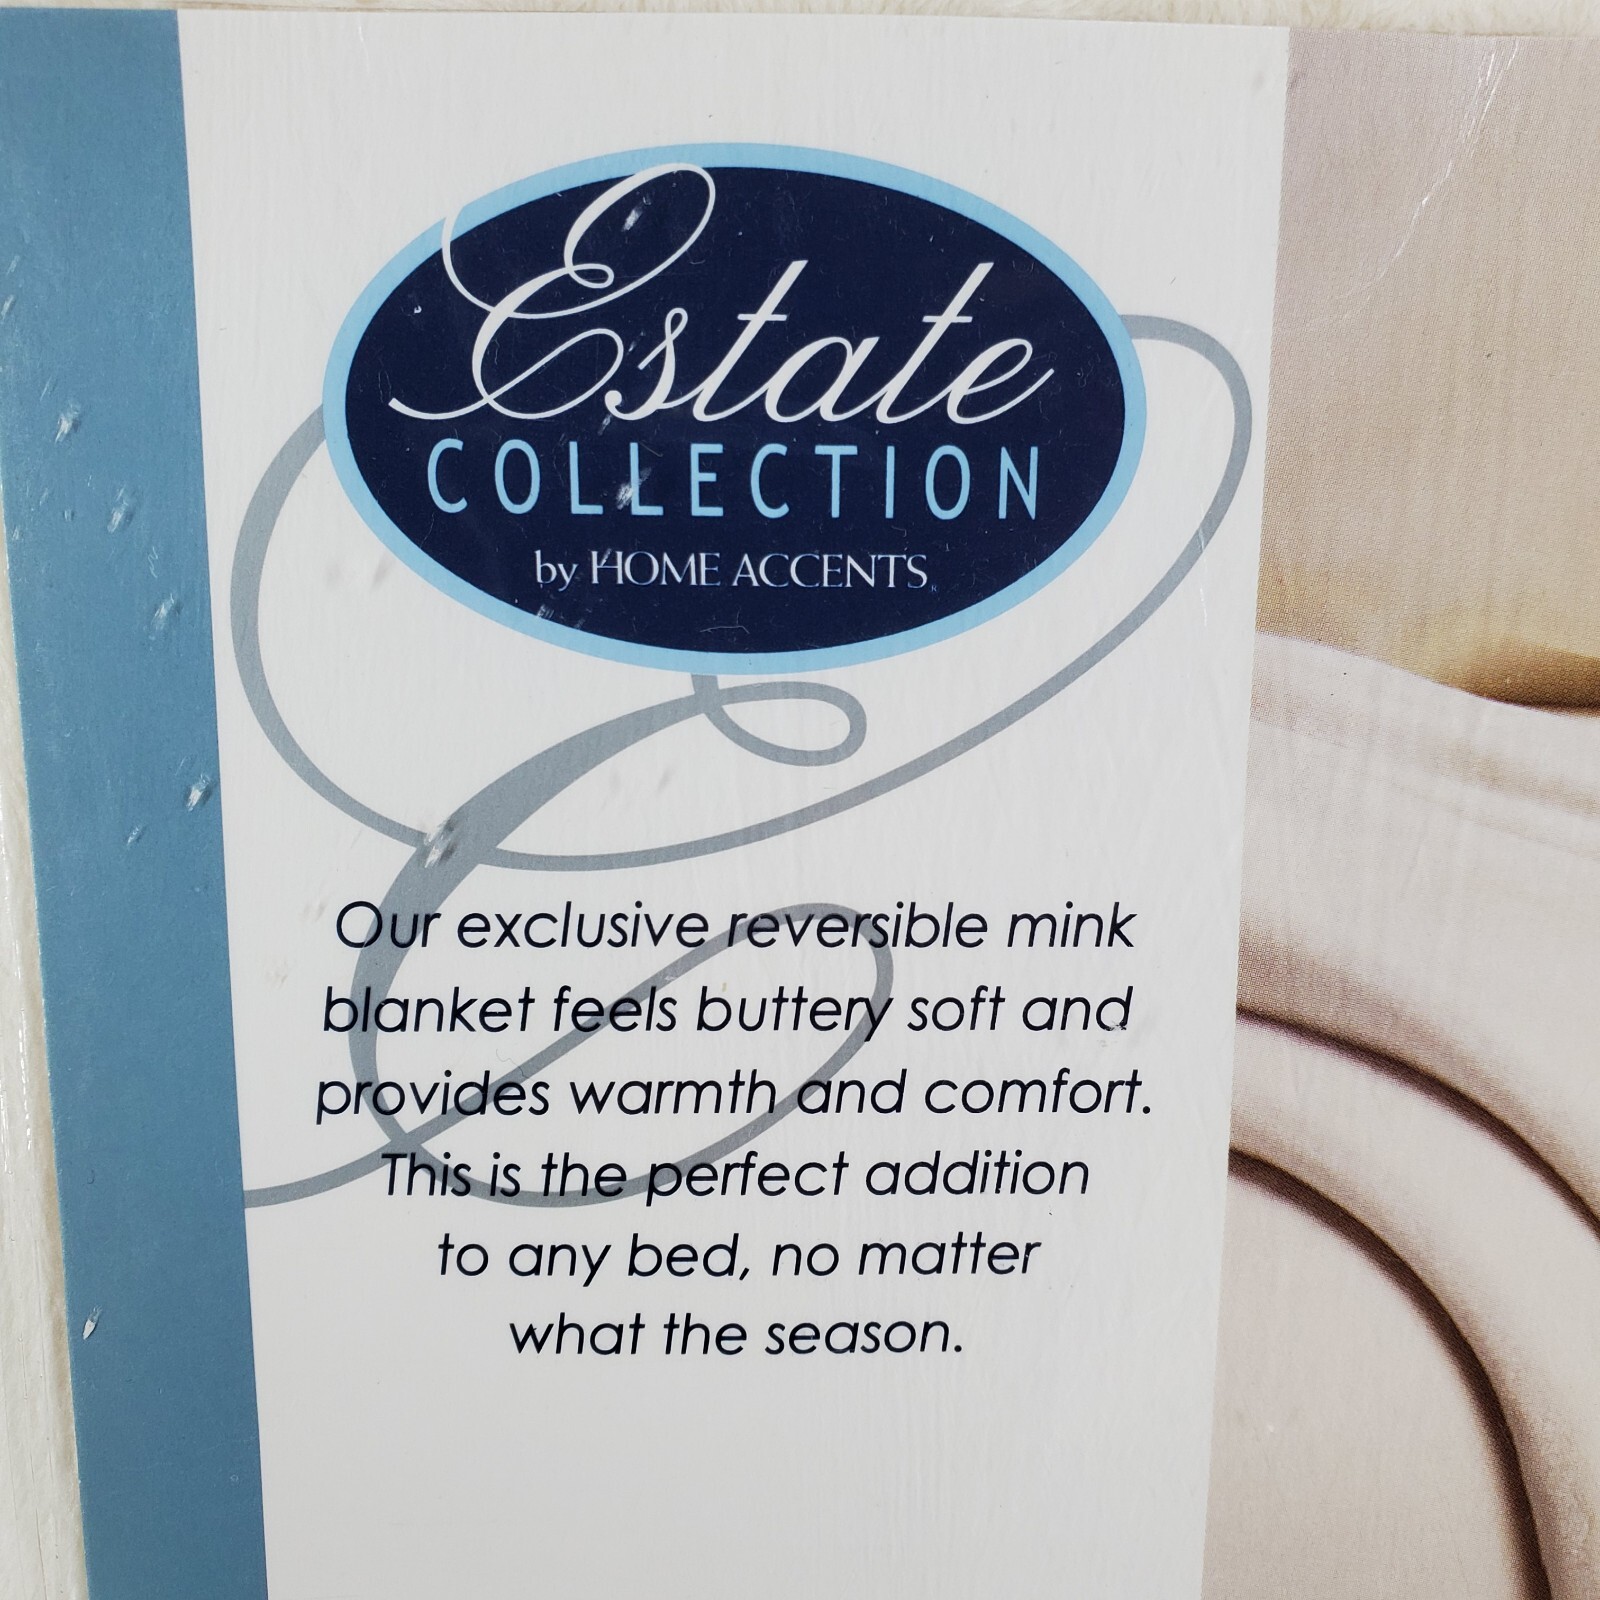 Estate
COLLECTION
by HOME ACCENTS
Our exclusive reversible mink
blanket feels buttery soft and
provides warmth and comfort.
This is the perfect addition
to any bed, no matter
what the season.